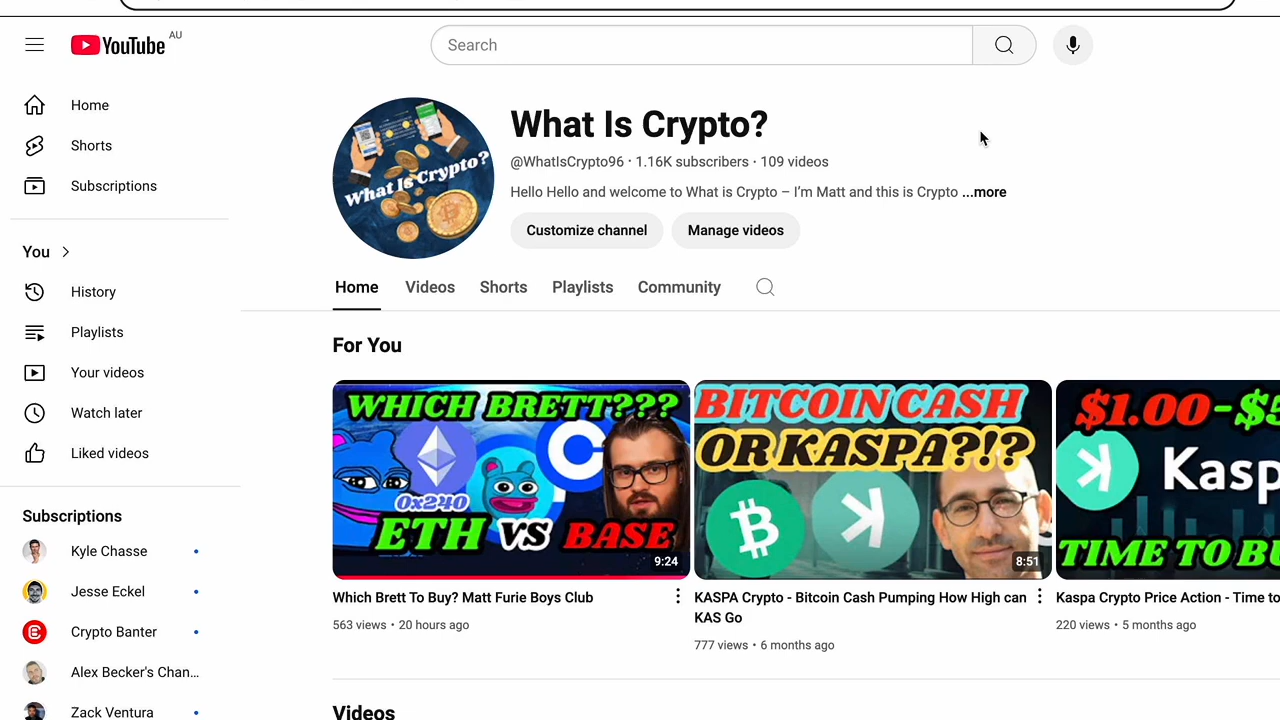 YouTube AU
Search
Home
Shorts
Subscriptions
You
History
Playlists
Your videos
Watch later
Liked videos
Subscriptions
Kyle Chasse
Jesse Eckel
Crypto Banter
Alex Becker's Chan...
Zack Ventura
What Is Crypto?
What Is Crypto?
@WhatIsCrypto96 · 1.16K subscribers · 109 videos
Hello Hello and welcome to What is Crypto – I'm Matt and this is Crypto ...more
Customize channel
Manage videos
Home
Videos
Shorts
Playlists
Community
For You
WHICH BRETT???
0x240
ETH VS BASE
9:24
Which Brett To Buy? Matt Furie Boys Club
563 views • 20 hours ago
BITCOIN CASH
OR KASPA?!?
8:51
KASPA Crypto - Bitcoin Cash Pumping How High can
KAS Go
777 views • 6 months ago
$1.00-$5
Kasp
TIME TO BU
Kaspa Crypto Price Action - Time to
220 views • 5 months ago
Videos